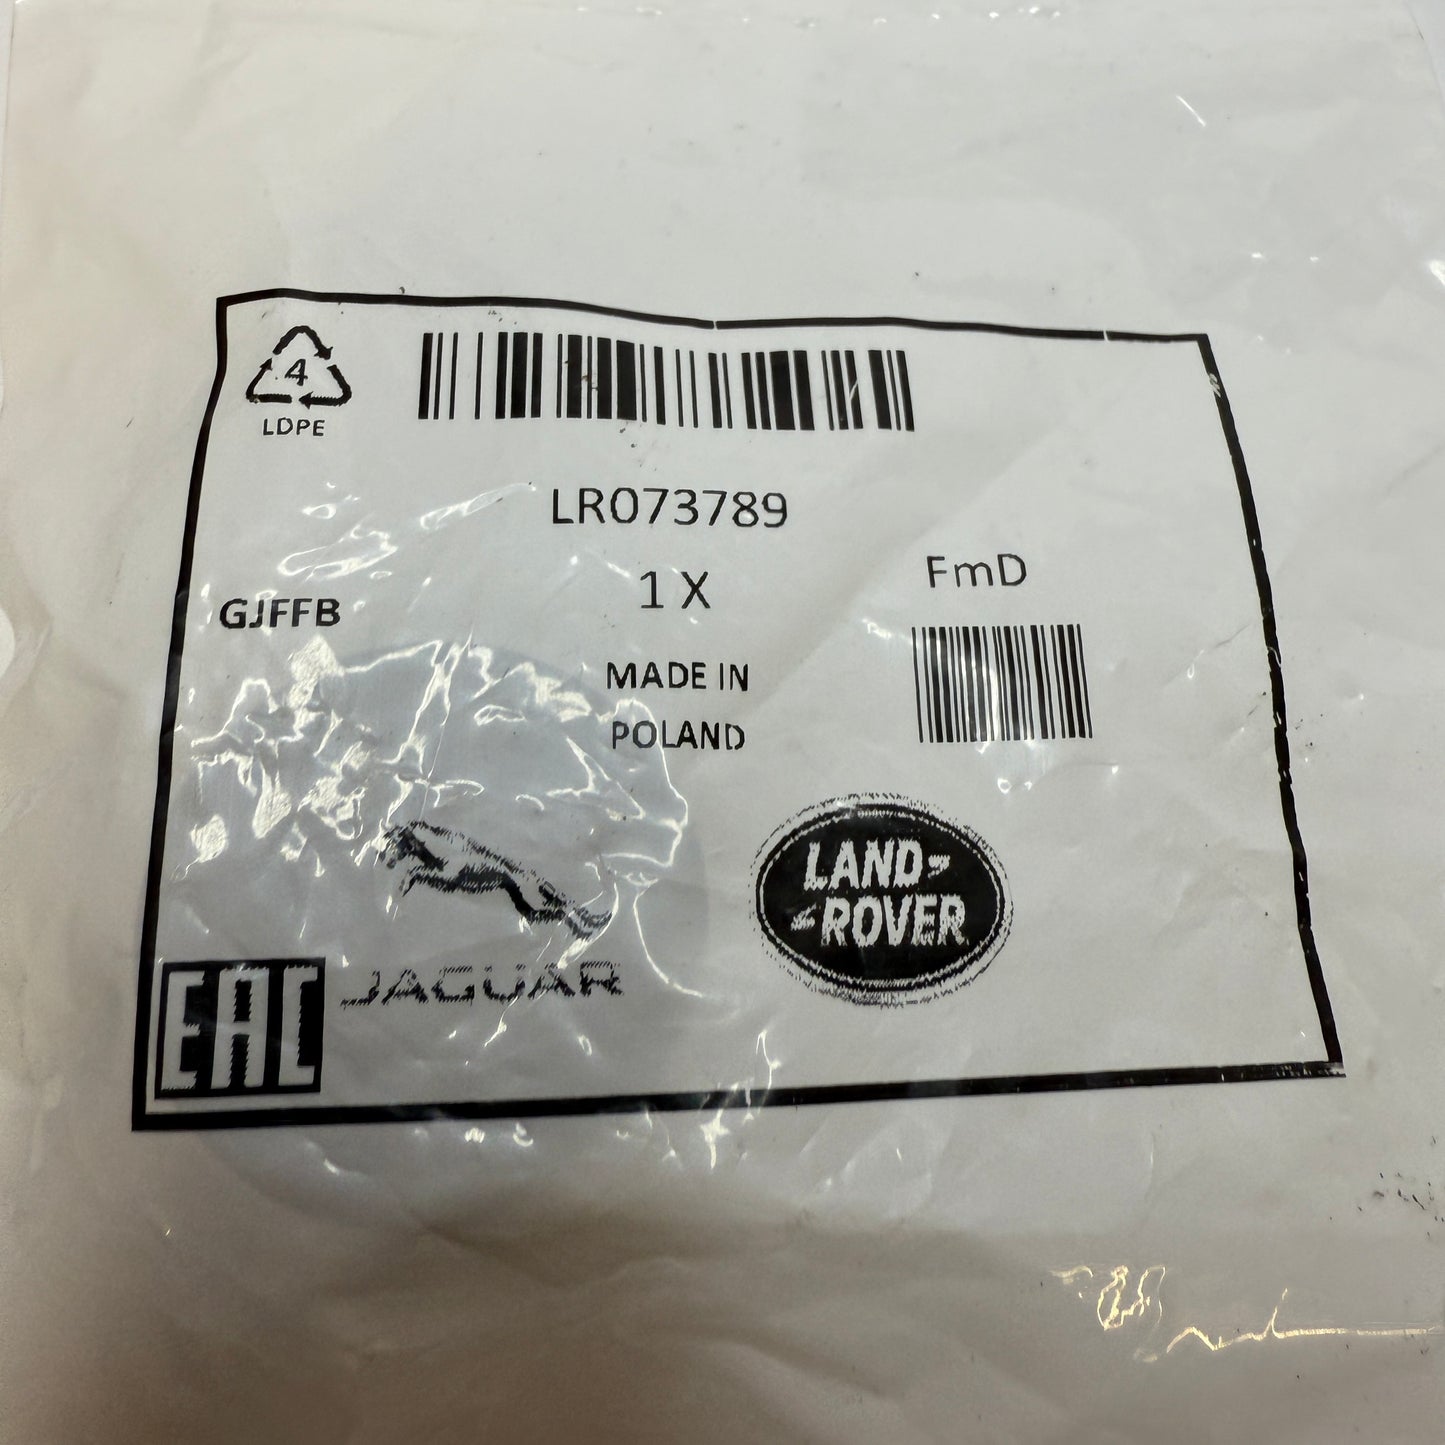 4
LDPE
LR073789
1 X
FmD
GJFFB
MADE IN
POLAND
LAND
ROVER
EAC
JAGUAR